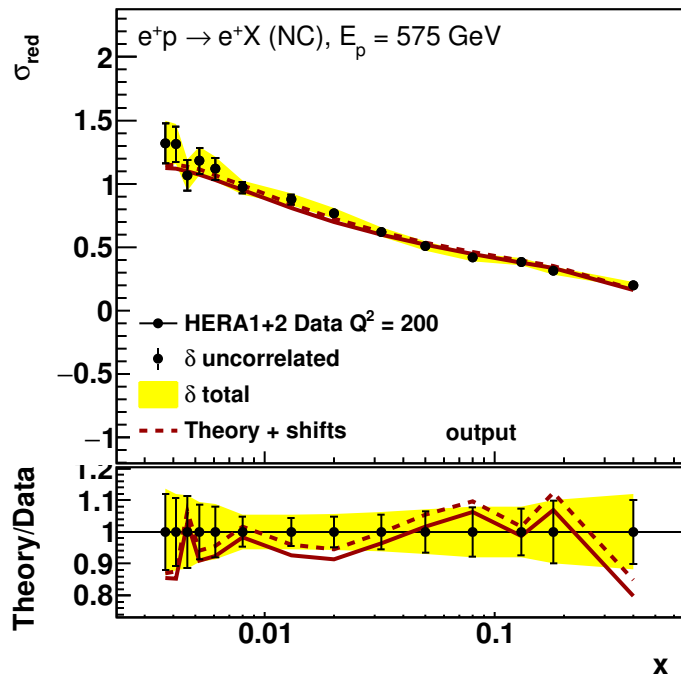 e⁺p → e⁺X (NC), E_p = 575 GeV
σ_red
2
1.5
1
0.5
0
−0.5
−1
HERA1+2 Data Q² = 200
δ uncorrelated
δ total
Theory + shifts
output
Theory/Data
1.2
1.1
1
0.9
0.8
0.01
0.1
x